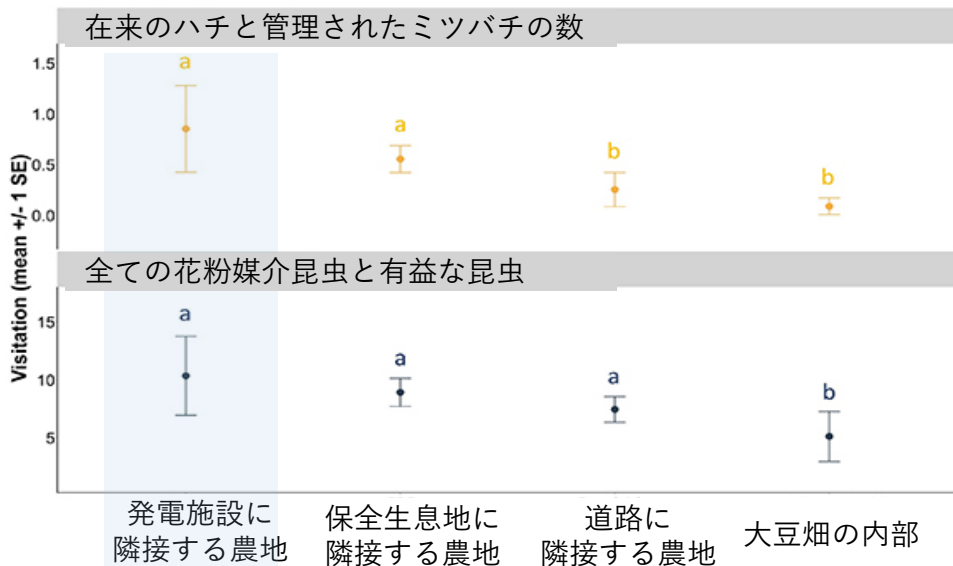 在来のハチと管理されたミツバチの数
1.5
1.0
0.5
0.0
a
a
b
b
Visitation (mean +/- 1 SE)
全ての花粉媒介昆虫と有益な昆虫
15
10
5
a
a
a
b
発電施設に
隣接する農地
保全生息地に
隣接する農地
道路に
隣接する農地
大豆畑の内部